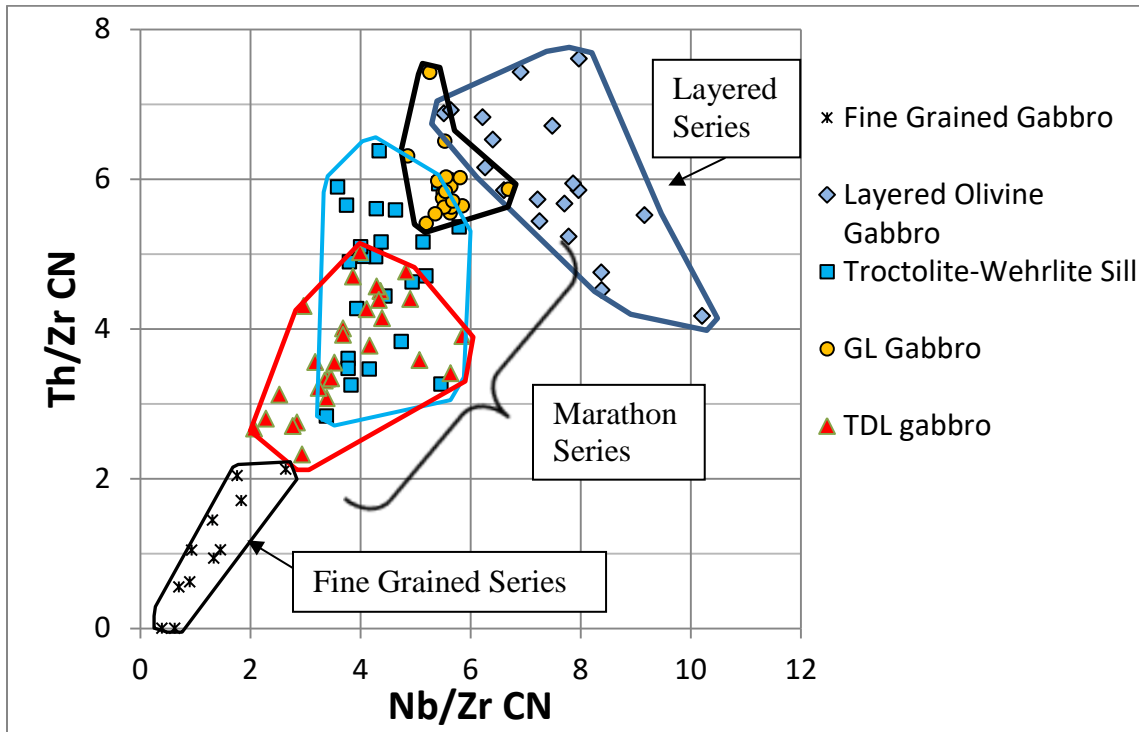 8
6
4
2
0
Th/Zr CN
0 2 4 6 8 10 12
Nb/Zr CN
Layered
Series
Marathon
Series
Fine Grained Series
Fine Grained Gabbro
Layered Olivine
Gabbro
Troctolite-Wehrlite Sill
GL Gabbro
TDL gabbro